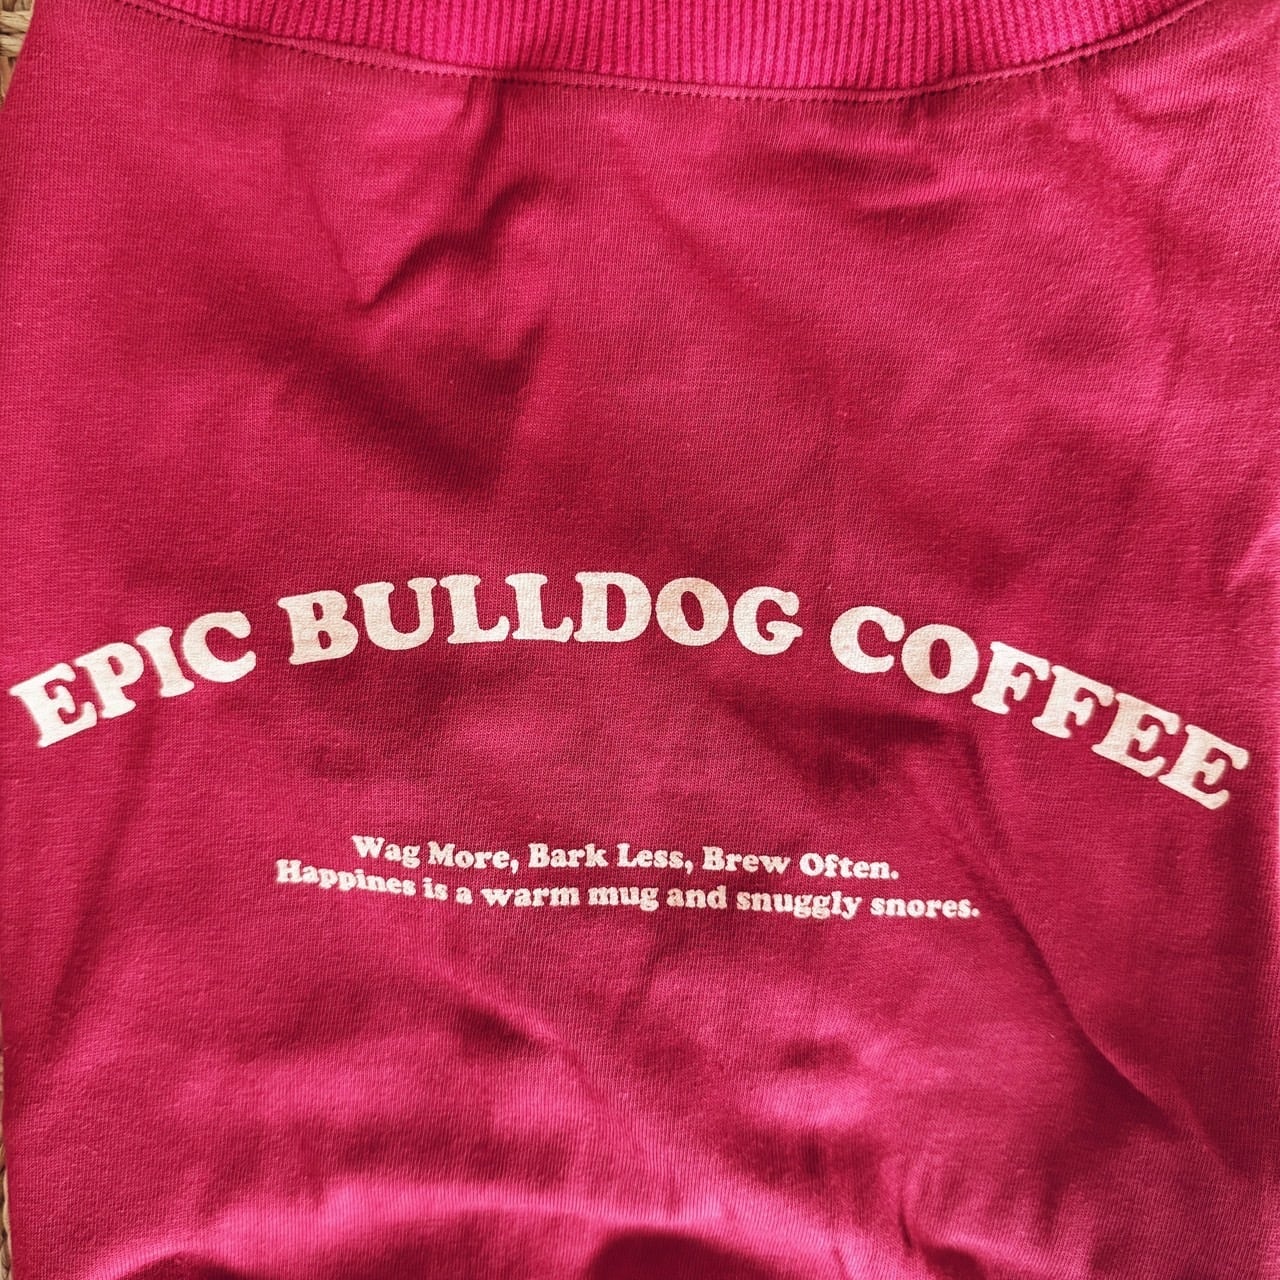 EPIC BULLDOG COFFEE
Wag More, Bark Less, Brew Often.
Happines is a warm mug and snuggly snores.